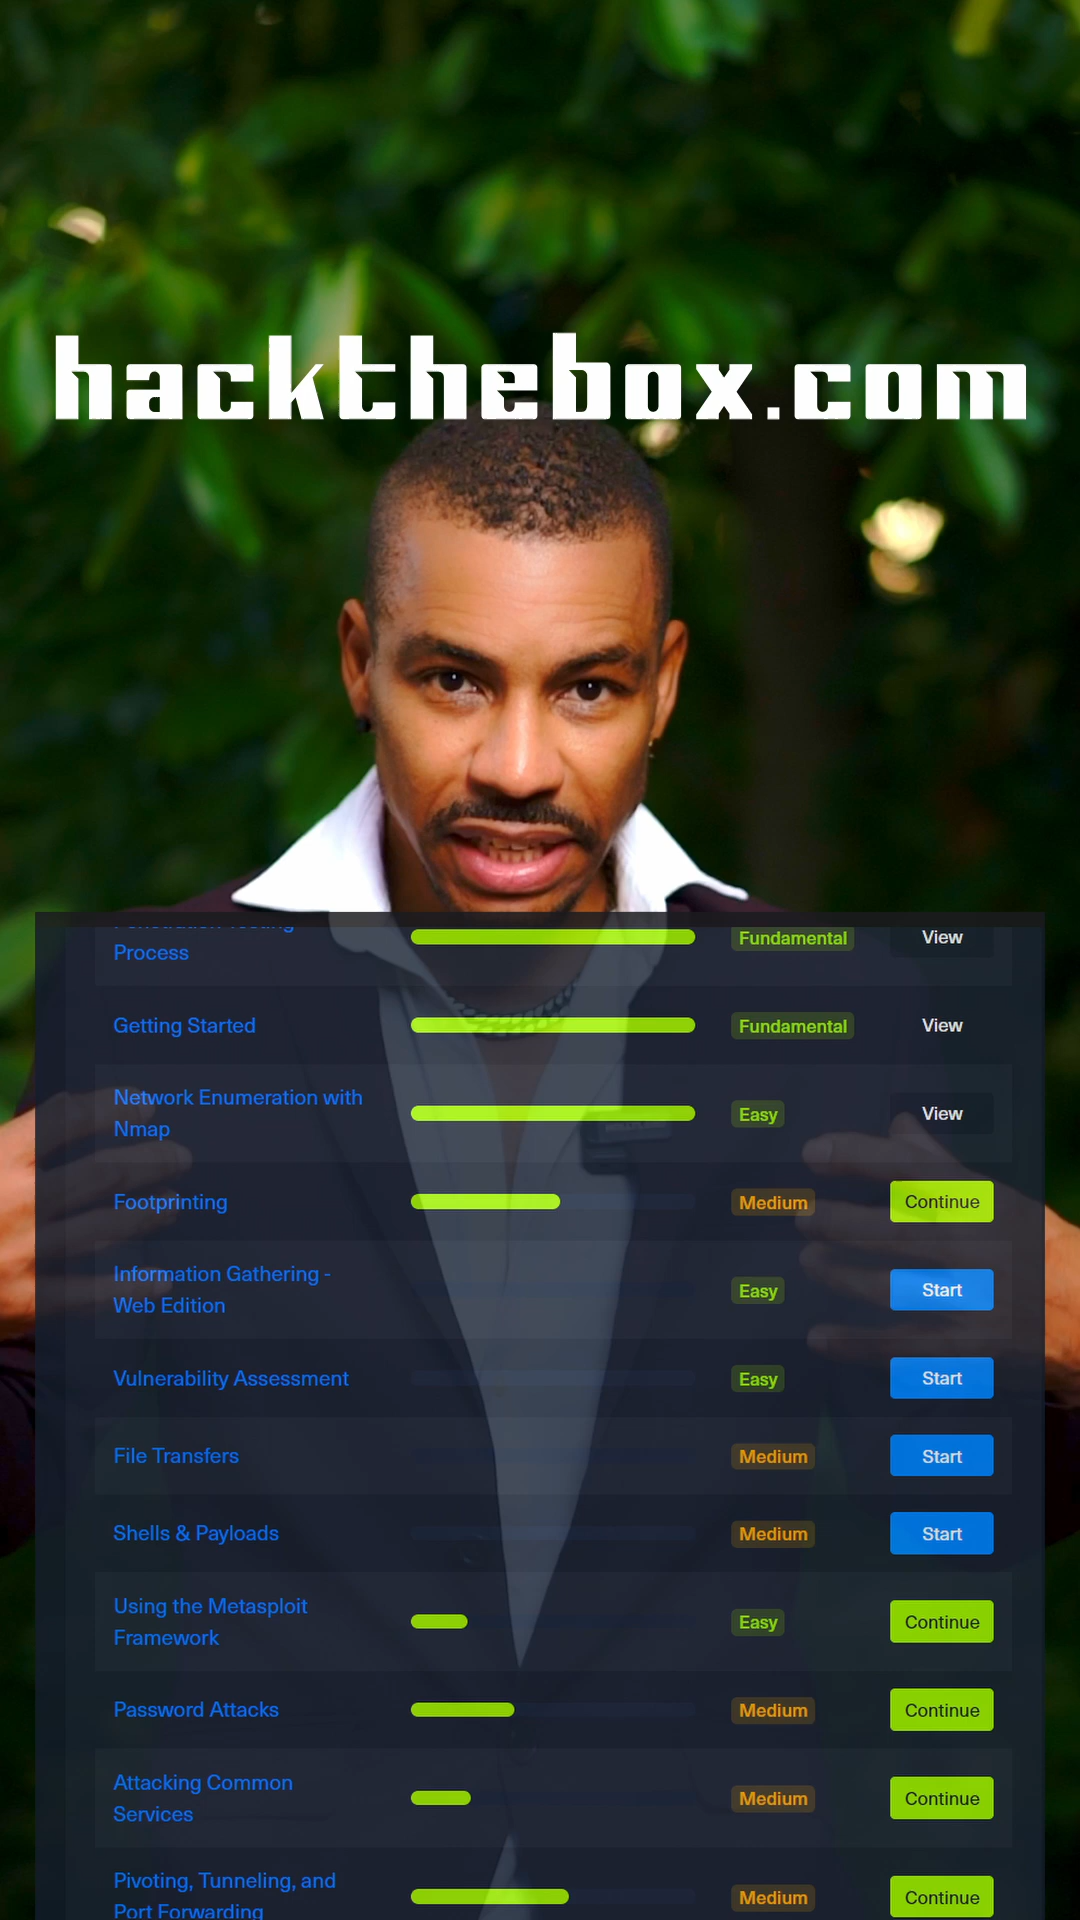 hackthebox.com
Penetration Testing
Process
Fundamental
View
Getting Started
Fundamental
View
Network Enumeration with
Nmap
Easy
View
Footprinting
Medium
Continue
Information Gathering -
Web Edition
Easy
Start
Vulnerability Assessment
Easy
Start
File Transfers
Medium
Start
Shells & Payloads
Medium
Start
Using the Metasploit
Framework
Easy
Continue
Password Attacks
Medium
Continue
Attacking Common
Services
Medium
Continue
Pivoting, Tunneling, and
Port Forwarding
Medium
Continue